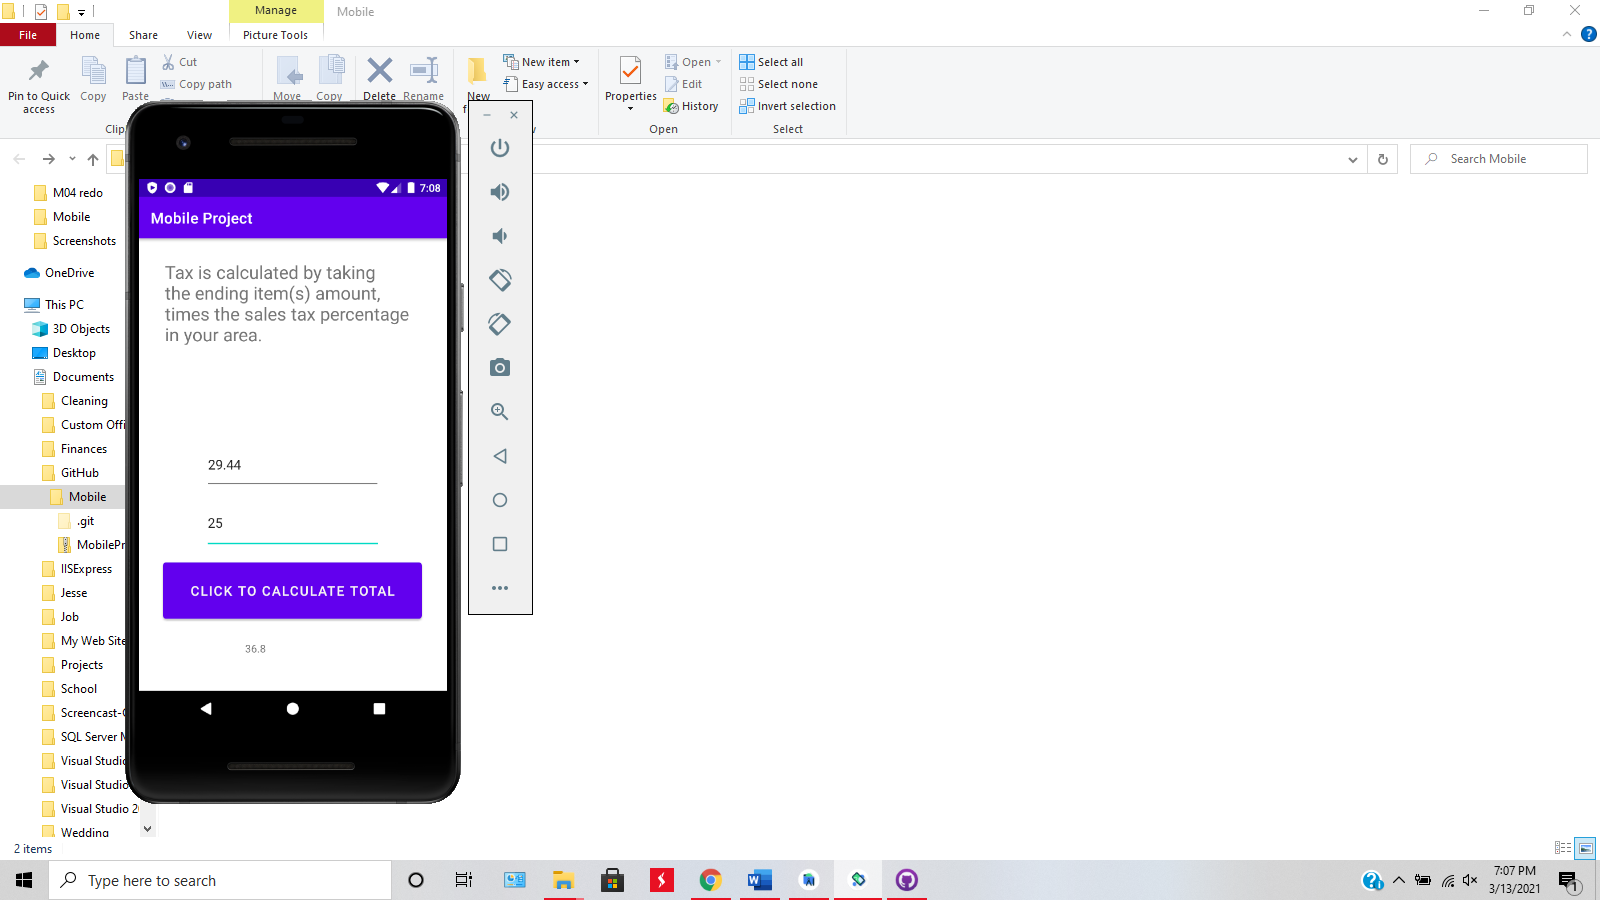 Manage
Mobile
File
Home
Share
View
Picture Tools
Pin to Quick access
Copy
Paste
Cut
Copy path
Move
Copy
Delete
Rename
New
New item
Easy access
Properties
Open
Edit
History
Select all
Select none
Invert selection
Open
Select
Search Mobile
M04 redo
Mobile
Screenshots
OneDrive
This PC
3D Objects
Desktop
Documents
Cleaning
Custom Offi
Finances
GitHub
Mobile
.git
MobilePr
IISExpress
Jesse
Job
My Web Site
Projects
School
Screencast-
SQL Server
Visual Studio
Visual Studio
Visual Studio 2
Wedding
2 items
7:08
Mobile Project
Tax is calculated by taking
the ending item(s) amount,
times the sales tax percentage
in your area.
29.44
25
CLICK TO CALCULATE TOTAL
36.8
Type here to search
7:07 PM
3/13/2021
1